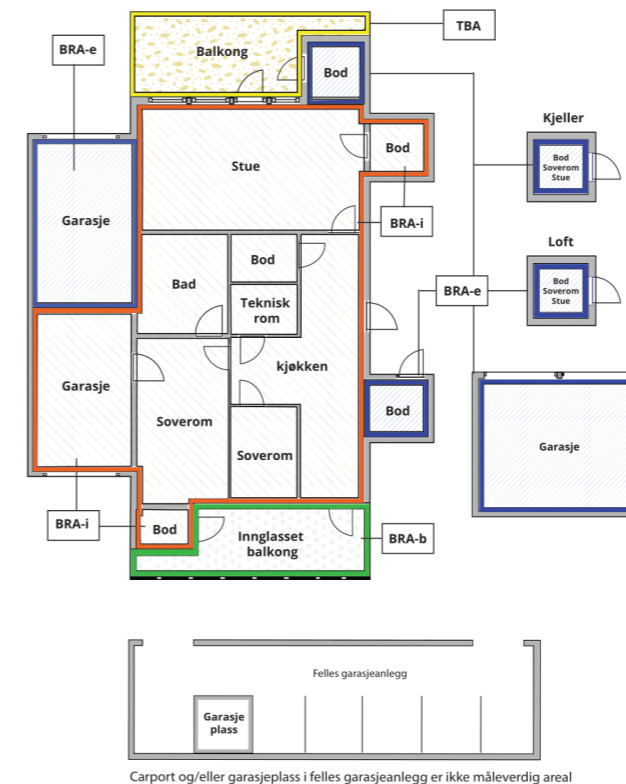 TBA
BRA-e
Balkong
Bod
Kjeller
Bod
Soverom
Stue
Bod
Stue
Garasje
BRA-i
Loft
Bod
Bad
Teknisk
rom
BRA-e
Bod
Soverom
Stue
kjøkken
Garasje
Bod
Soverom
Garasje
Soverom
BRA-i
Bod
Innglasset
balkong
BRA-b
Felles garasjeanlegg
Garasje
plass
Carport og/eller garasjeplass i felles garasjeanlegg er ikke måleverdig areal